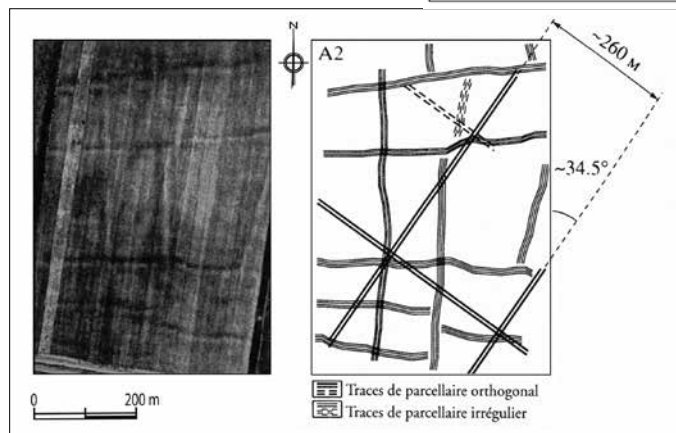 N
A2
~260 м
~34.5°
0 200 m
Traces de parcellaire orthogonal
Traces de parcellaire irrégulier